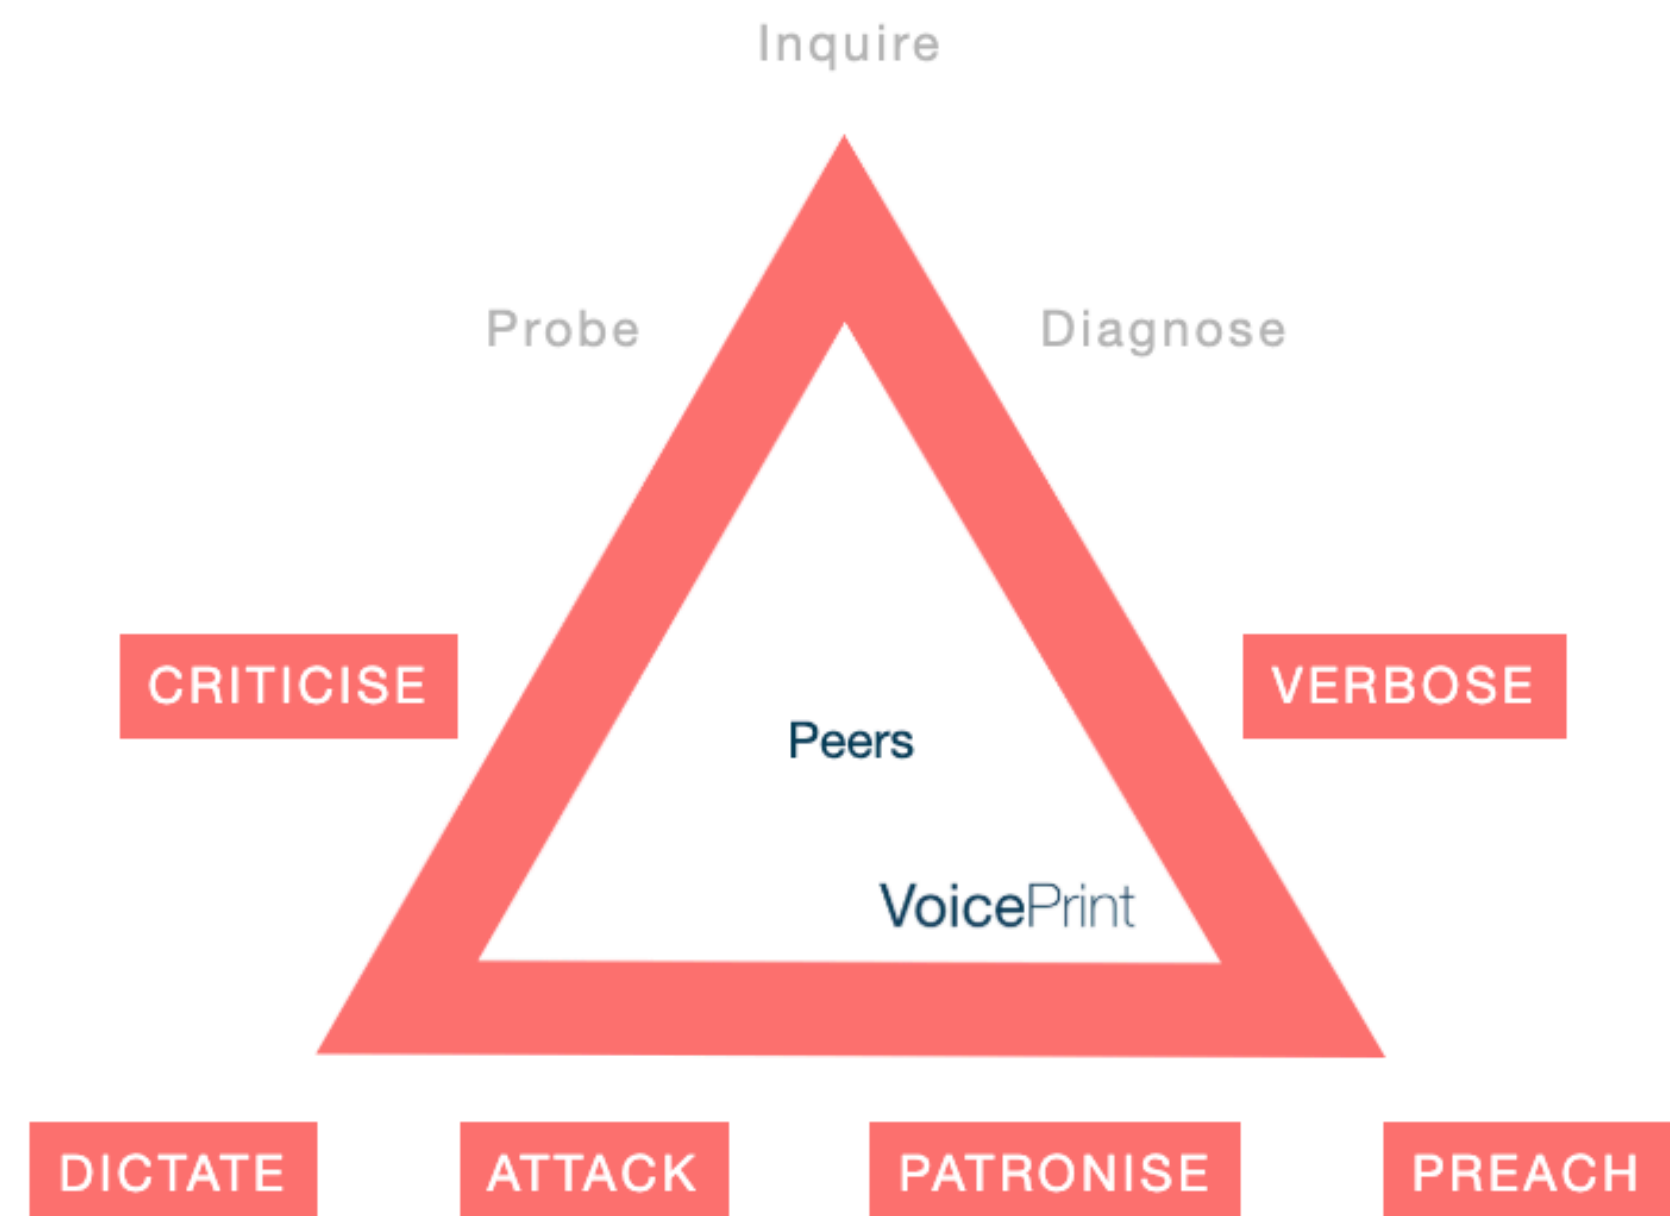 Inquire
Probe Diagnose
CRITICISE VERBOSE
Peers
VoicePrint
DICTATE ATTACK PATRONISE PREACH